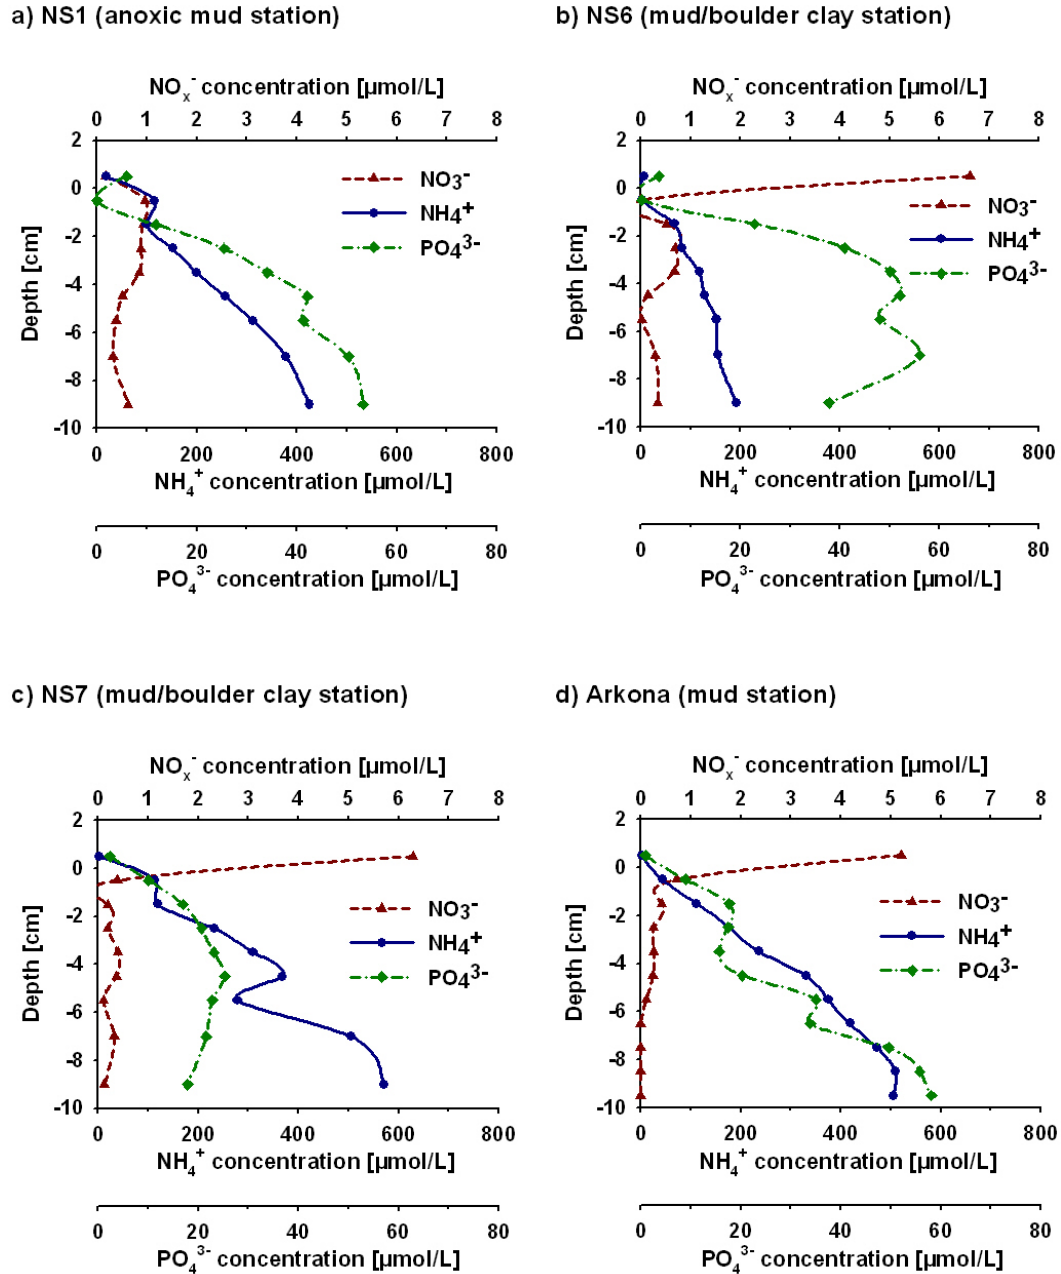 a) NS1 (anoxic mud station)
b) NS6 (mud/boulder clay station)
NOx- concentration [µmol/L]
0 1 2 3 4 5 6 7 8
2
0
-2
-4
-6
-8
-10
Depth [cm]
NO3-
NH4+
PO43-
0 200 400 600 800
NH4+ concentration [µmol/L]
0 20 40 60 80
PO43- concentration [µmol/L]
NOx- concentration [µmol/L]
0 1 2 3 4 5 6 7 8
2
0
-2
-4
-6
-8
-10
Depth [cm]
NO3-
NH4+
PO43-
0 200 400 600 800
NH4+ concentration [µmol/L]
0 20 40 60 80
PO43- concentration [µmol/L]
c) NS7 (mud/boulder clay station)
d) Arkona (mud station)
NOx- concentration [µmol/L]
0 1 2 3 4 5 6 7 8
2
0
-2
-4
-6
-8
-10
Depth [cm]
NO3-
NH4+
PO43-
0 200 400 600 800
NH4+ concentration [µmol/L]
0 20 40 60 80
PO43- concentration [µmol/L]
NOx- concentration [µmol/L]
0 1 2 3 4 5 6 7 8
2
0
-2
-4
-6
-8
-10
Depth [cm]
NO3-
NH4+
PO43-
0 200 400 600 800
NH4+ concentration [µmol/L]
0 20 40 60 80
PO43- concentration [µmol/L]